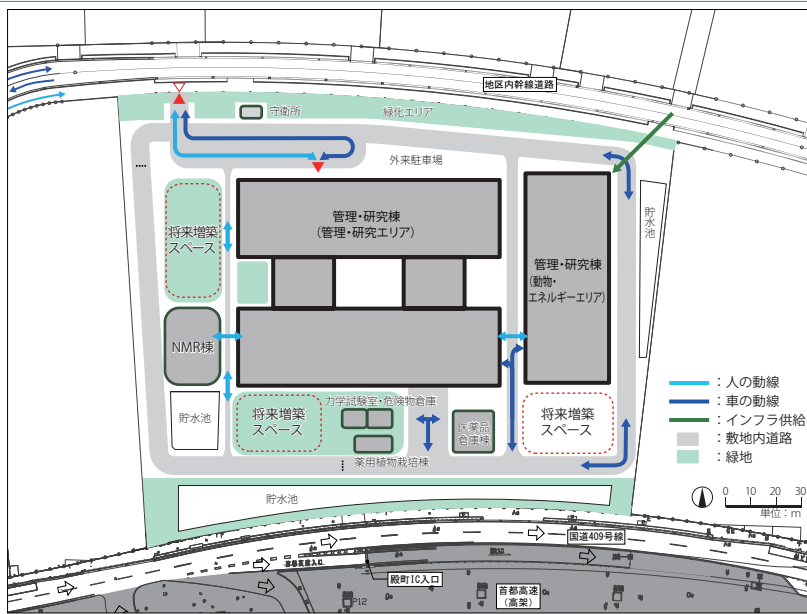 地区内幹線道路
守衛所
緑化エリア
外来駐車場
将来増築
スペース
管理・研究棟
(管理・研究エリア)
管理・研究棟
(動物・
エネルギーエリア)
貯水池
NMR棟
貯水池
将来増築
スペース
力学試験室・危険物倉庫
薬用植物栽培棟
医薬品
倉庫棟
将来増築
スペース
：人の動線
：車の動線
：インフラ供給
：敷地内道路
：緑地
0 10 20 30
単位：m
貯水池
国道409号線
首都高速入口
殿町IC入口
首都高速
(高架)
P12